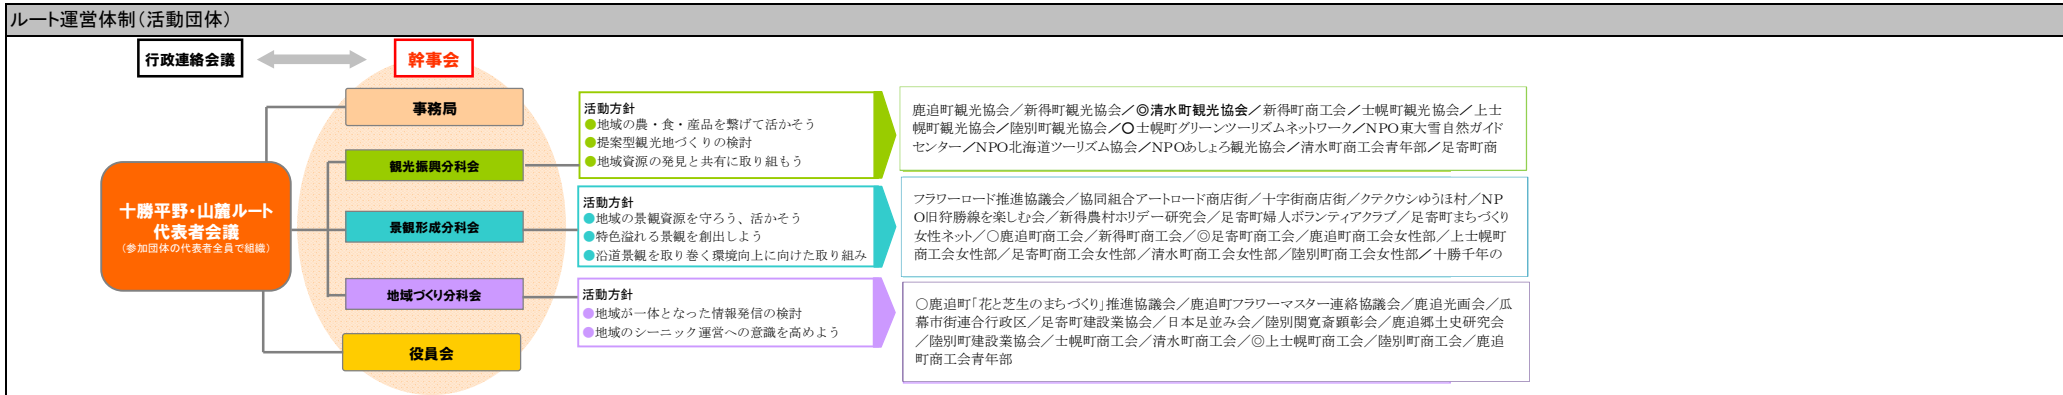 ルート運営体制(活動団体)
行政連絡会議
幹事会
十勝平野・山麓ルート
代表者会議
(参加団体の代表者全員で組織)
事務局
観光振興分科会
景観形成分科会
地域づくり分科会
役員会
活動方針
●地域の農・食・産品を繋げて活かそう
●提案型観光地づくりの検討
●地域資源の発見と共有に取り組もう
鹿追町観光協会/新得町観光協会/◎清水町観光協会/新得町商工会/士幌町観光協会/上士
幌町観光協会/陸別町観光協会/○士幌町グリーンツーリズムネットワーク/NPO東大雪自然ガイド
センター/NPO北海道ツーリズム協会/NPOあしょろ観光協会/清水町商工会青年部/足寄町商
活動方針
●地域の景観資源を守ろう、活かそう
●特色溢れる景観を創出しよう
●沿道景観を取り巻く環境向上に向けた取り組み
フラワーロード推進協議会/協同組合アートロード商店街/十字街商店街/クテクウシゆうほ村/NP
O旧狩勝線を楽しむ会/新得農村ホリデー研究会/足寄町婦人ボランティアクラブ/足寄町まちづくり
女性ネット/○鹿追町商工会/新得町商工会/◎足寄町商工会/鹿追町商工会女性部/上士幌町
商工会女性部/足寄町商工会女性部/清水町商工会女性部/陸別町商工会女性部/十勝千年の
活動方針
●地域が一体となった情報発信の検討
●地域のシーニック運営への意識を高めよう
○鹿追町「花と芝生のまちづくり」推進協議会/鹿追町フラワーマスター連絡協議会/鹿追光画会/瓜
幕市街連合行政区/足寄町建設業協会/日本足並み会/陸別関寛斎顕彰会/鹿追郷土史研究会
/陸別町建設業協会/士幌町商工会/清水町商工会/◎上士幌町商工会/陸別町商工会/鹿追
町商工会青年部